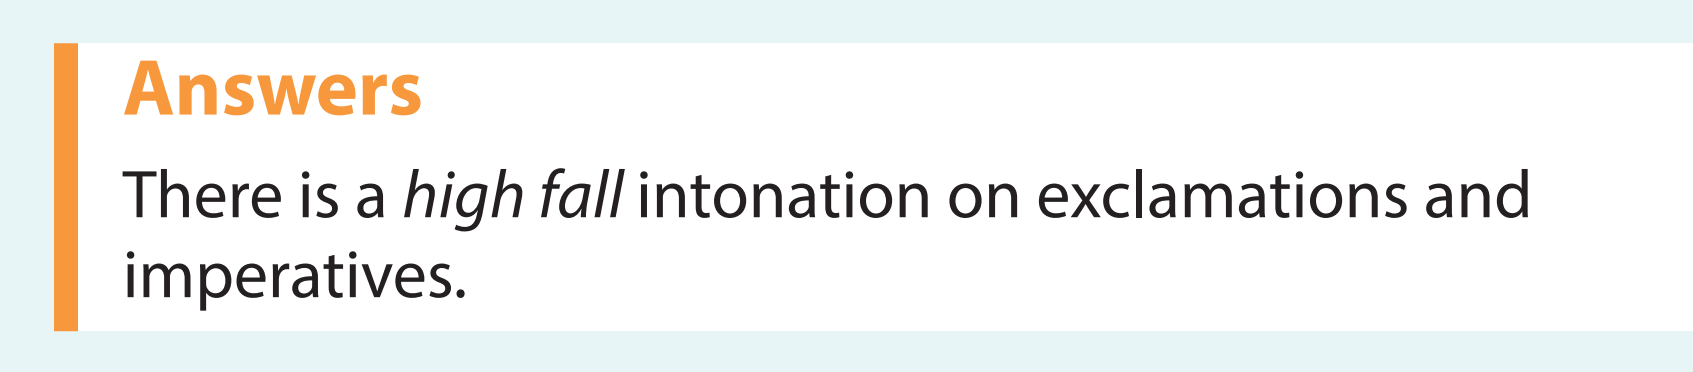 Answers
There is a high fall intonation on exclamations and
imperatives.